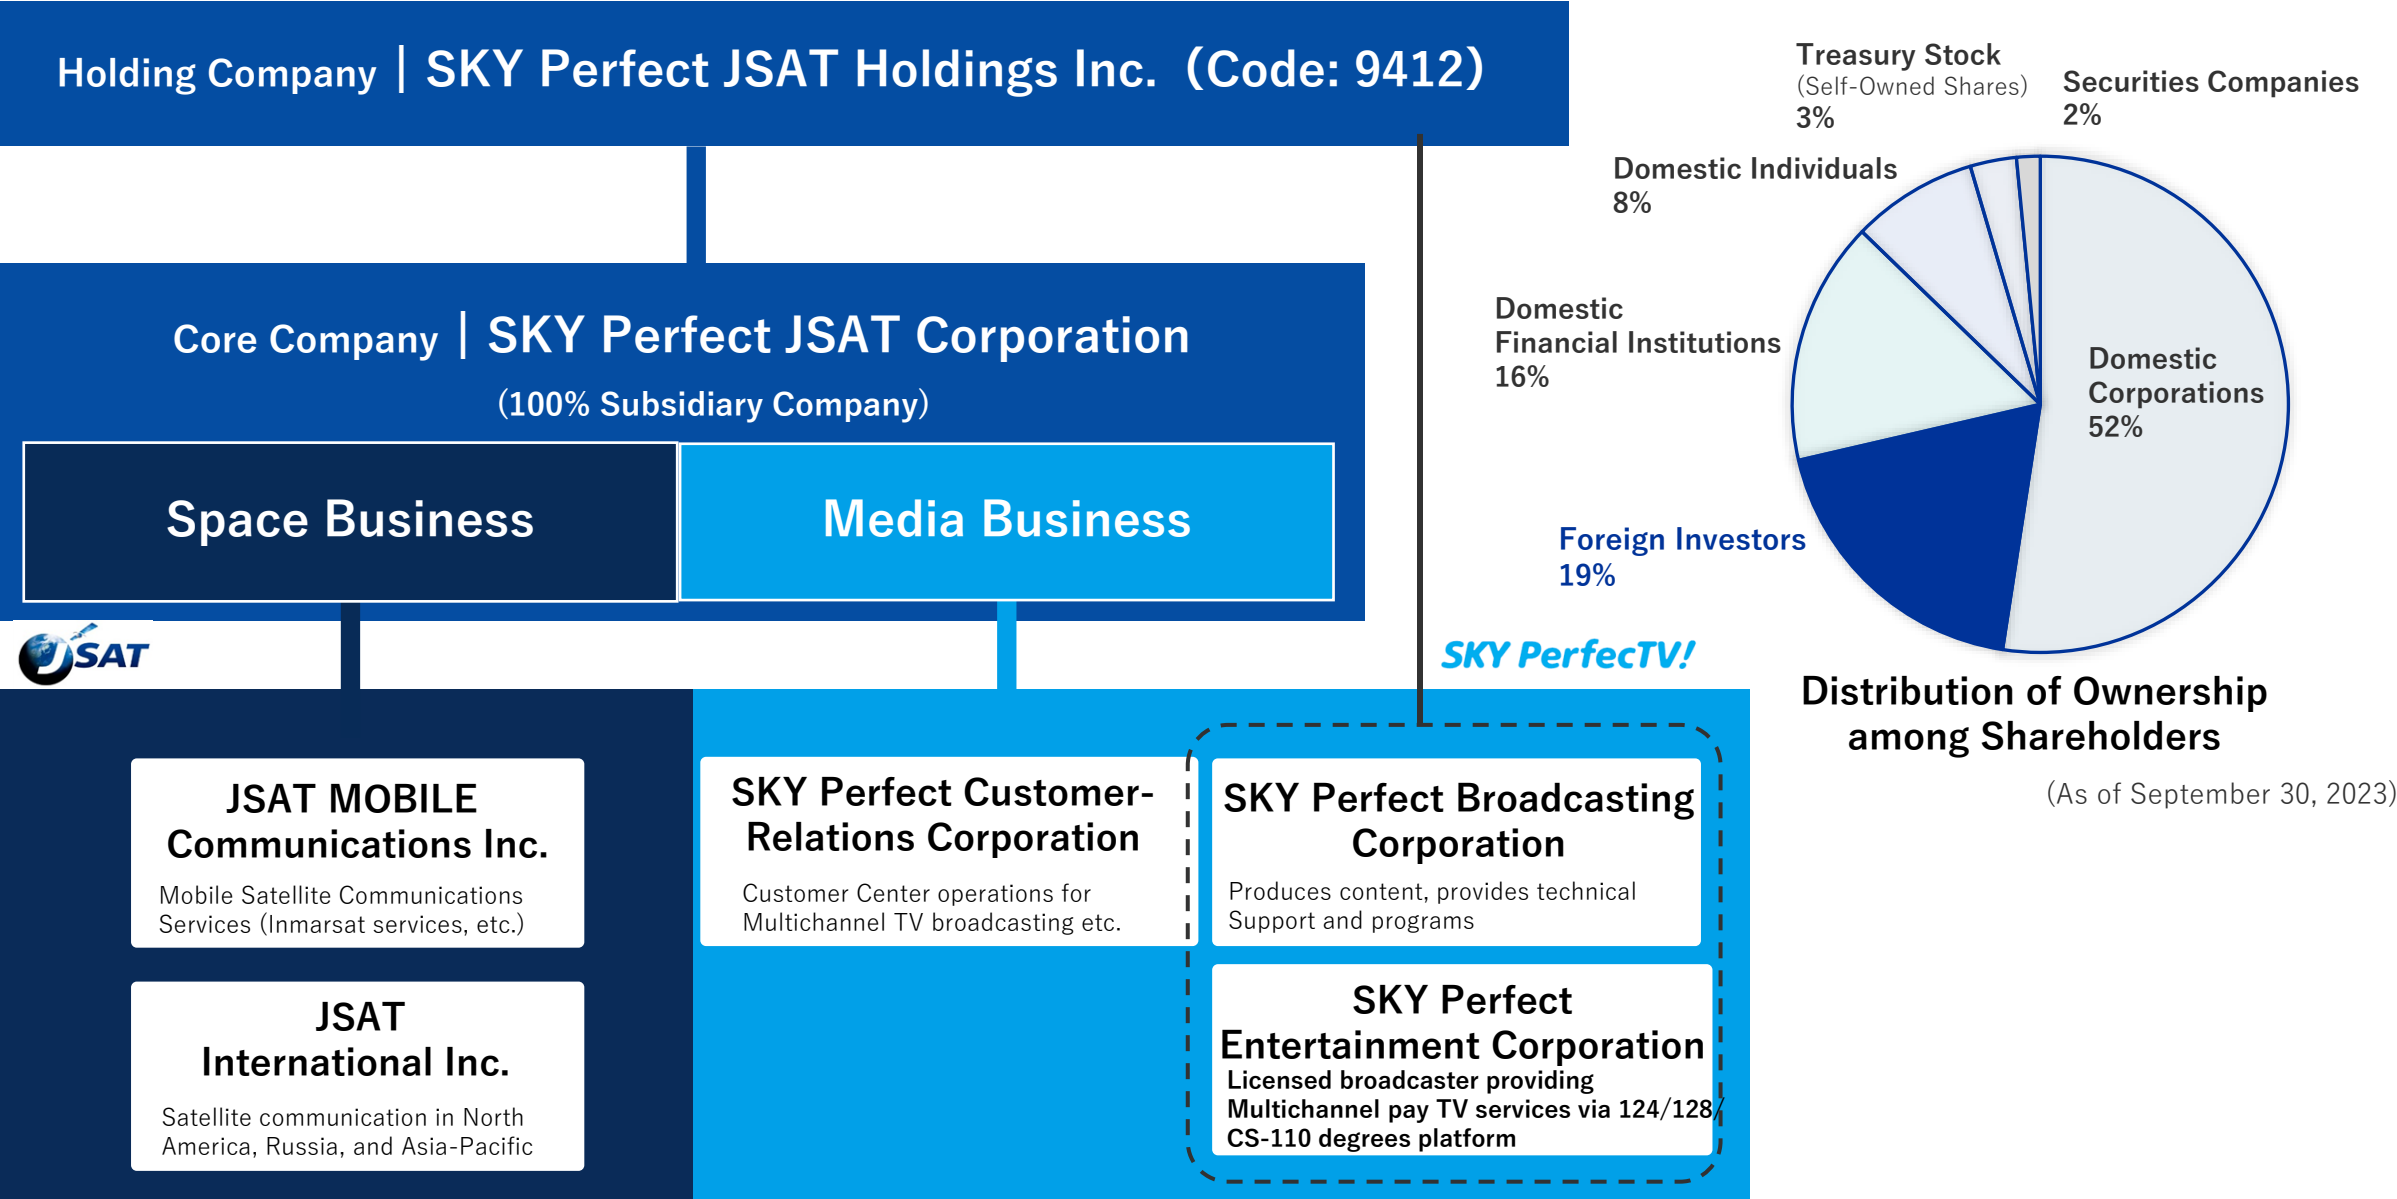 Holding Company | SKY Perfect JSAT Holdings Inc. (Code: 9412)
Core Company | SKY Perfect JSAT Corporation
(100% Subsidiary Company)
Space Business
Media Business
JSAT
SKY PerfecTV!
JSAT MOBILE
Communications Inc.
Mobile Satellite Communications
Services (Inmarsat services, etc.)
JSAT
International Inc.
Satellite communication in North
America, Russia, and Asia-Pacific
SKY Perfect Customer-
Relations Corporation
Customer Center operations for
Multichannel TV broadcasting etc.
SKY Perfect Broadcasting
Corporation
Produces content, provides technical
Support and programs
SKY Perfect
Entertainment Corporation
Licensed broadcaster providing
Multichannel pay TV services via 124/128/
CS-110 degrees platform
Treasury Stock
(Self-Owned Shares)
3%
Securities Companies
2%
Domestic Individuals
8%
Domestic
Financial Institutions
16%
Domestic
Corporations
52%
Foreign Investors
19%
Distribution of Ownership
among Shareholders
(As of September 30, 2023)